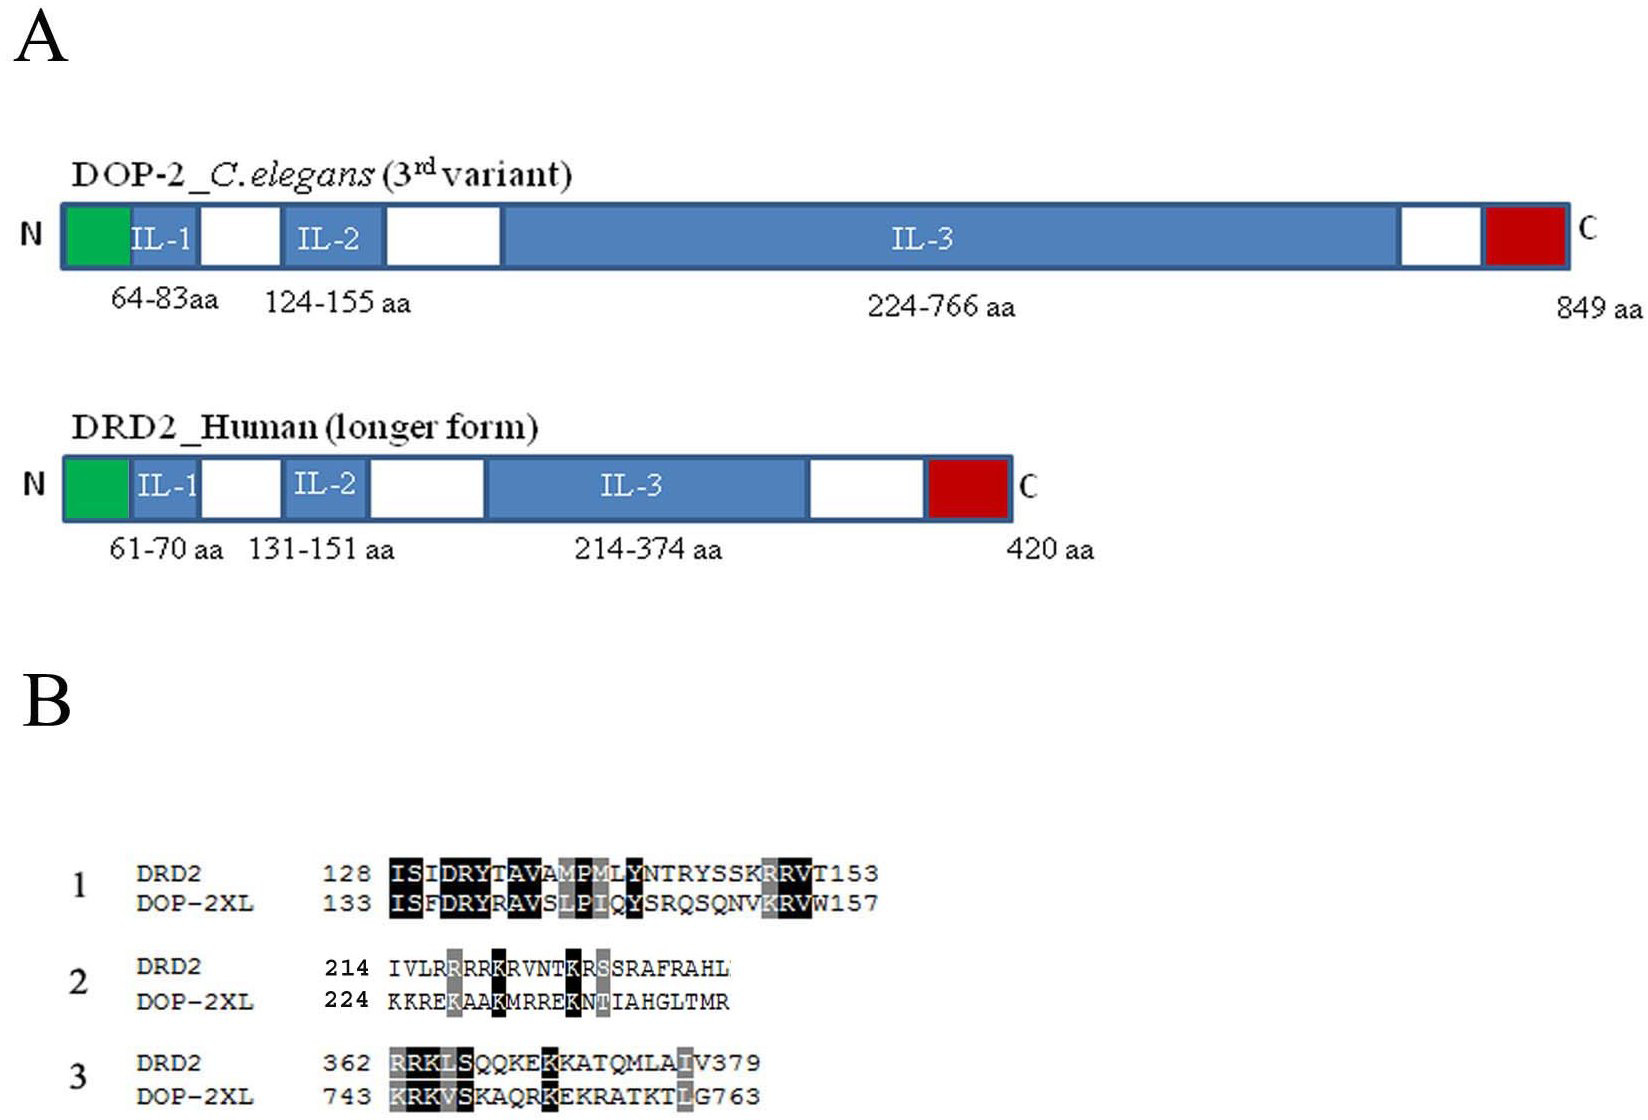 A
DOP-2_C.elegans (3rd variant)
N IL-1 IL-2 IL-3 C
64-83aa 124-155 aa 224-766 aa 849 aa
DRD2_Human (longer form)
N IL-1 IL-2 IL-3 C
61-70 aa 131-151 aa 214-374 aa 420 aa
B
1
DRD2 128 ISIDRYTAVAMPMLYNTRYSSKRRVT153
DOP-2XL 133 ISFDRYRAVSLPIQYSRQSQNVKRVW157
2
DRD2 214 IVLRRRRKRVNTKRSSRAFRAHL
DOP-2XL 224 KKREKAAKMRREKNTIAHGLTMR
3
DRD2 362 RRKLSQQKEKKATQMLAIV379
DOP-2XL 743 KRKVSKAQRKEKRATKTLG763